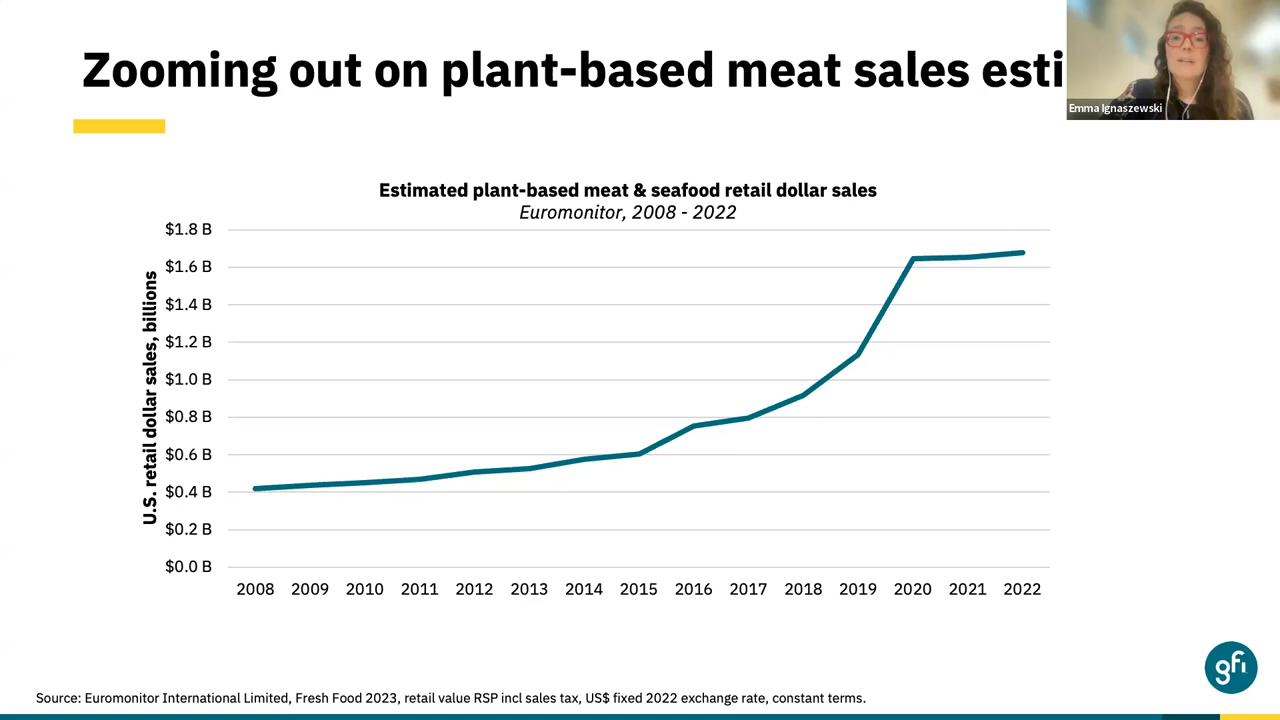 Zooming out on plant-based meat sales esti
Emma Ignaszewski
Estimated plant-based meat & seafood retail dollar sales
Euromonitor, 2008 - 2022
U.S. retail dollar sales, billions
$1.8 B
$1.6 B
$1.4 B
$1.2 B
$1.0 B
$0.8 B
$0.6 B
$0.4 B
$0.2 B
$0.0 B
2008 2009 2010 2011 2012 2013 2014 2015 2016 2017 2018 2019 2020 2021 2022
gfi
Source: Euromonitor International Limited, Fresh Food 2023, retail value RSP incl sales tax, US$ fixed 2022 exchange rate, constant terms.